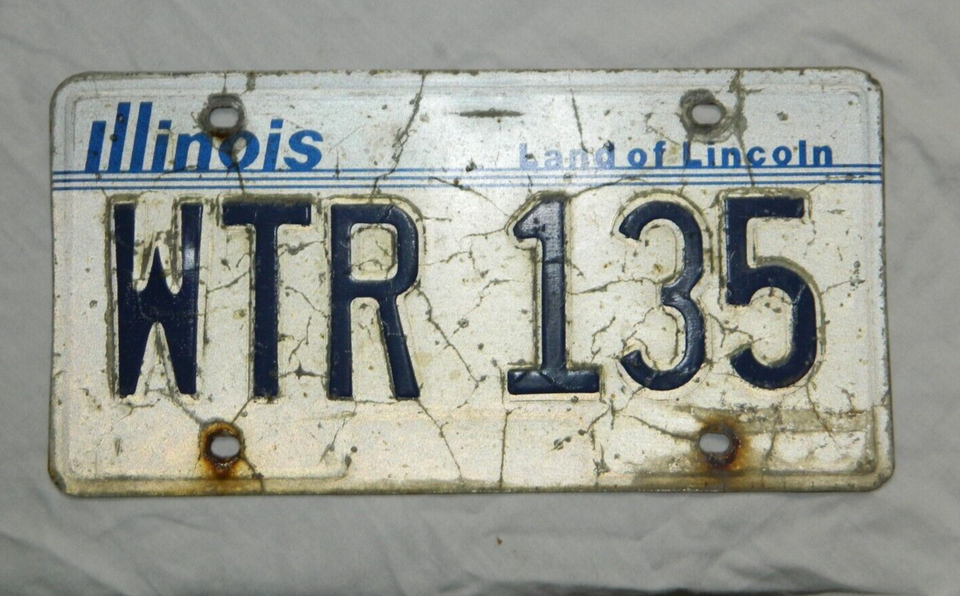 Illinois Land of Lincoln
WTR 135